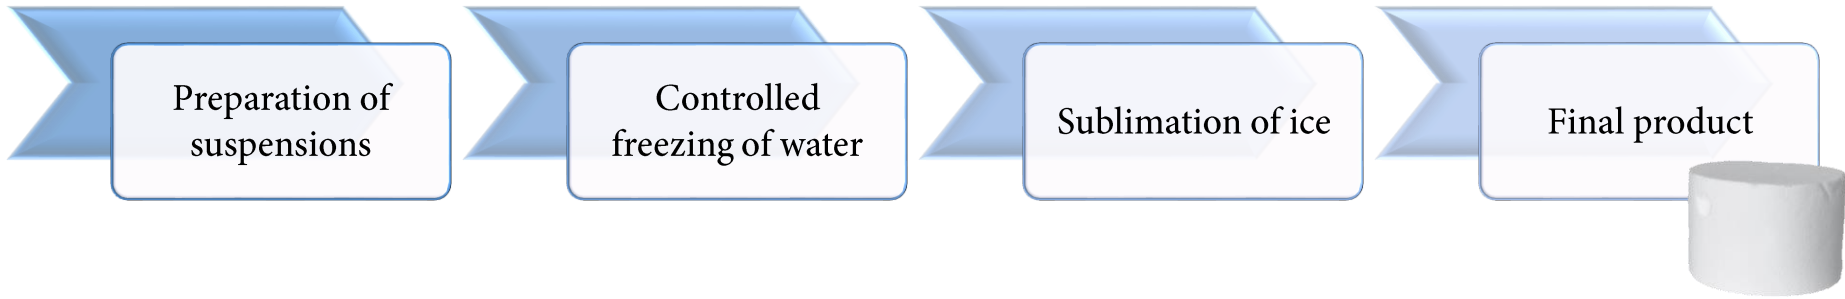 Preparation of
suspensions
Controlled
freezing of water
Sublimation of ice
Final product